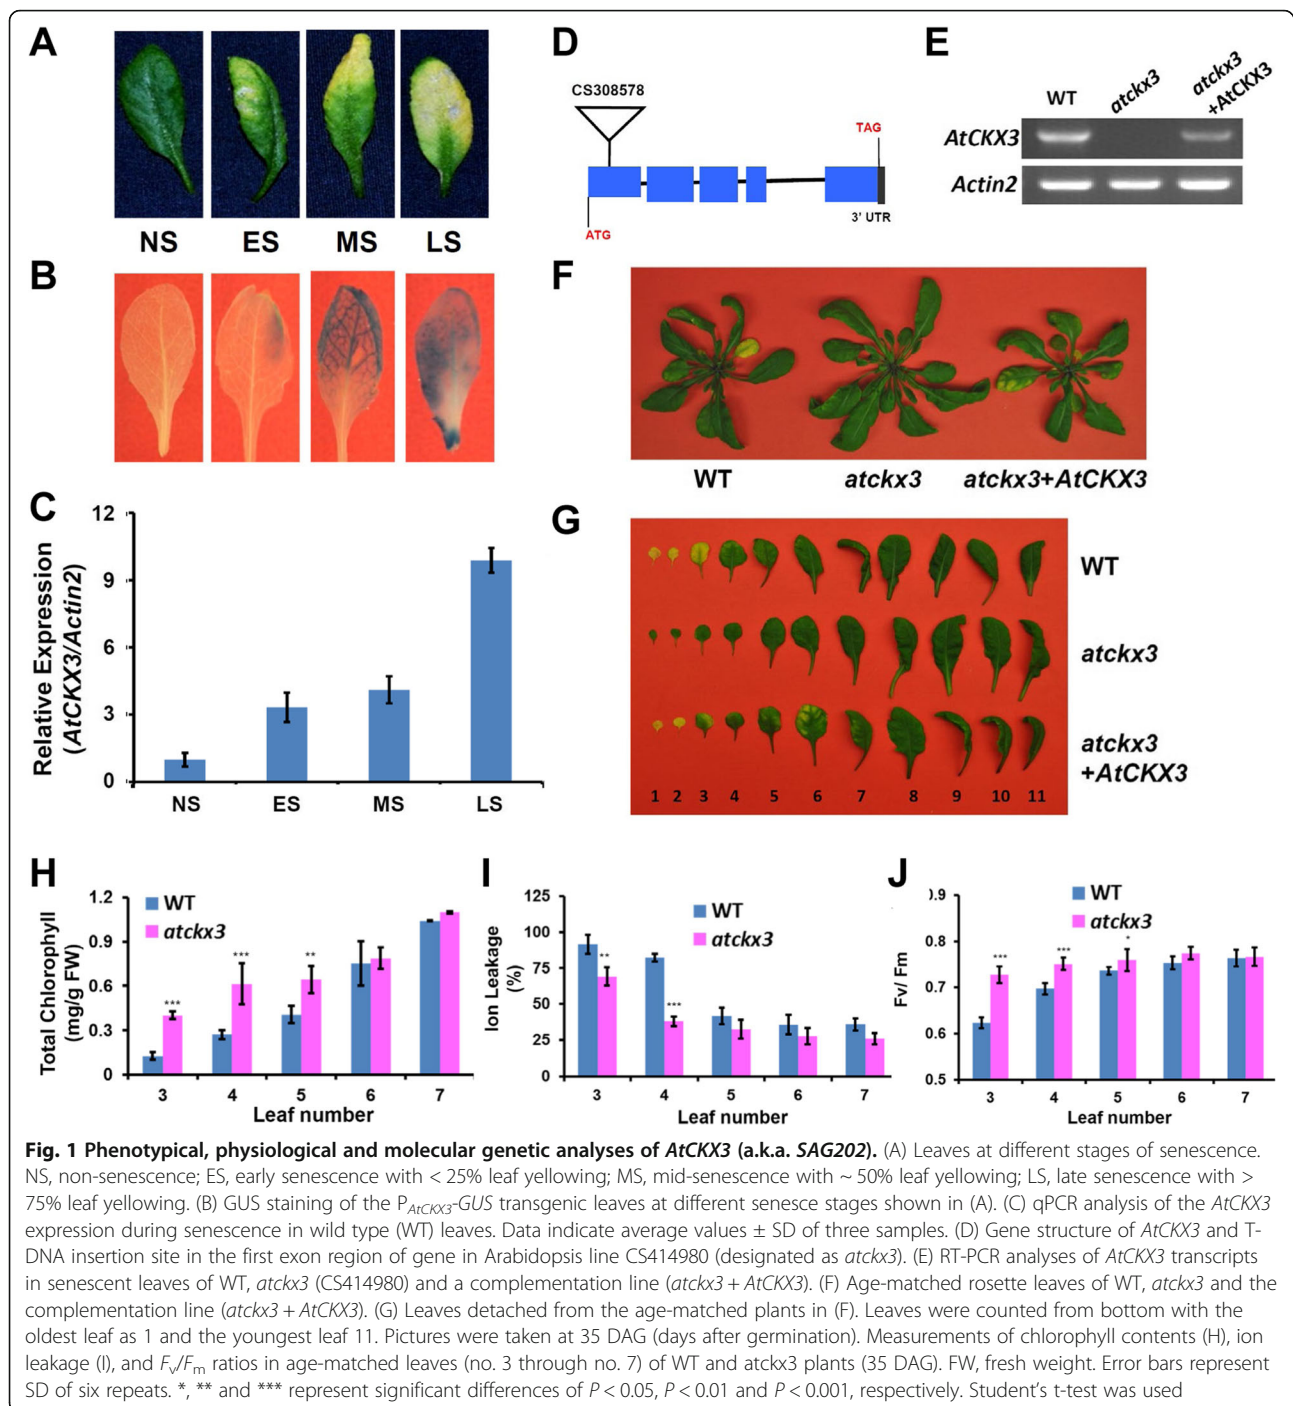 A
NS
ES
MS
LS
B
C
Relative Expression
(AtCKX3/Actin2)
12
9
6
3
0
NS
ES
MS
LS
D
CS308578
TAG
3' UTR
ATG
E
WT
atckx3
atckx3
+AtCKX3
AtCKX3
Actin2
F
WT
atckx3
atckx3+AtCKX3
G
WT
atckx3
atckx3
+AtCKX3
1 2 3 4 5 6 7 8 9 10 11
H
Total Chlorophyll
(mg/g FW)
1.2
0.9
0.6
0.3
0
WT
atckx3
***
***
**
3 4 5 6 7
Leaf number
I
Ion Leakage
(%)
125
100
75
50
25
0
WT
atckx3
**
***
3 4 5 6 7
Leaf number
J
Fv/ Fm
0.9
0.8
0.7
0.6
0.5
WT
atckx3
***
***
*
3 4 5 6 7
Leaf number
Fig. 1 Phenotypical, physiological and molecular genetic analyses of AtCKX3 (a.k.a. SAG202). (A) Leaves at different stages of senescence.
NS, non-senescence; ES, early senescence with < 25% leaf yellowing; MS, mid-senescence with ~ 50% leaf yellowing; LS, late senescence with >
75% leaf yellowing. (B) GUS staining of the PAtCKX3-GUS transgenic leaves at different senesce stages shown in (A). (C) qPCR analysis of the AtCKX3
expression during senescence in wild type (WT) leaves. Data indicate average values ± SD of three samples. (D) Gene structure of AtCKX3 and T-
DNA insertion site in the first exon region of gene in Arabidopsis line CS414980 (designated as atckx3). (E) RT-PCR analyses of AtCKX3 transcripts
in senescent leaves of WT, atckx3 (CS414980) and a complementation line (atckx3 + AtCKX3). (F) Age-matched rosette leaves of WT, atckx3 and the
complementation line (atckx3 + AtCKX3). (G) Leaves detached from the age-matched plants in (F). Leaves were counted from bottom with the
oldest leaf as 1 and the youngest leaf 11. Pictures were taken at 35 DAG (days after germination). Measurements of chlorophyll contents (H), ion
leakage (I), and Fv/Fm ratios in age-matched leaves (no. 3 through no. 7) of WT and atckx3 plants (35 DAG). FW, fresh weight. Error bars represent
SD of six repeats. *, ** and *** represent significant differences of P < 0.05, P < 0.01 and P < 0.001, respectively. Student's t-test was used